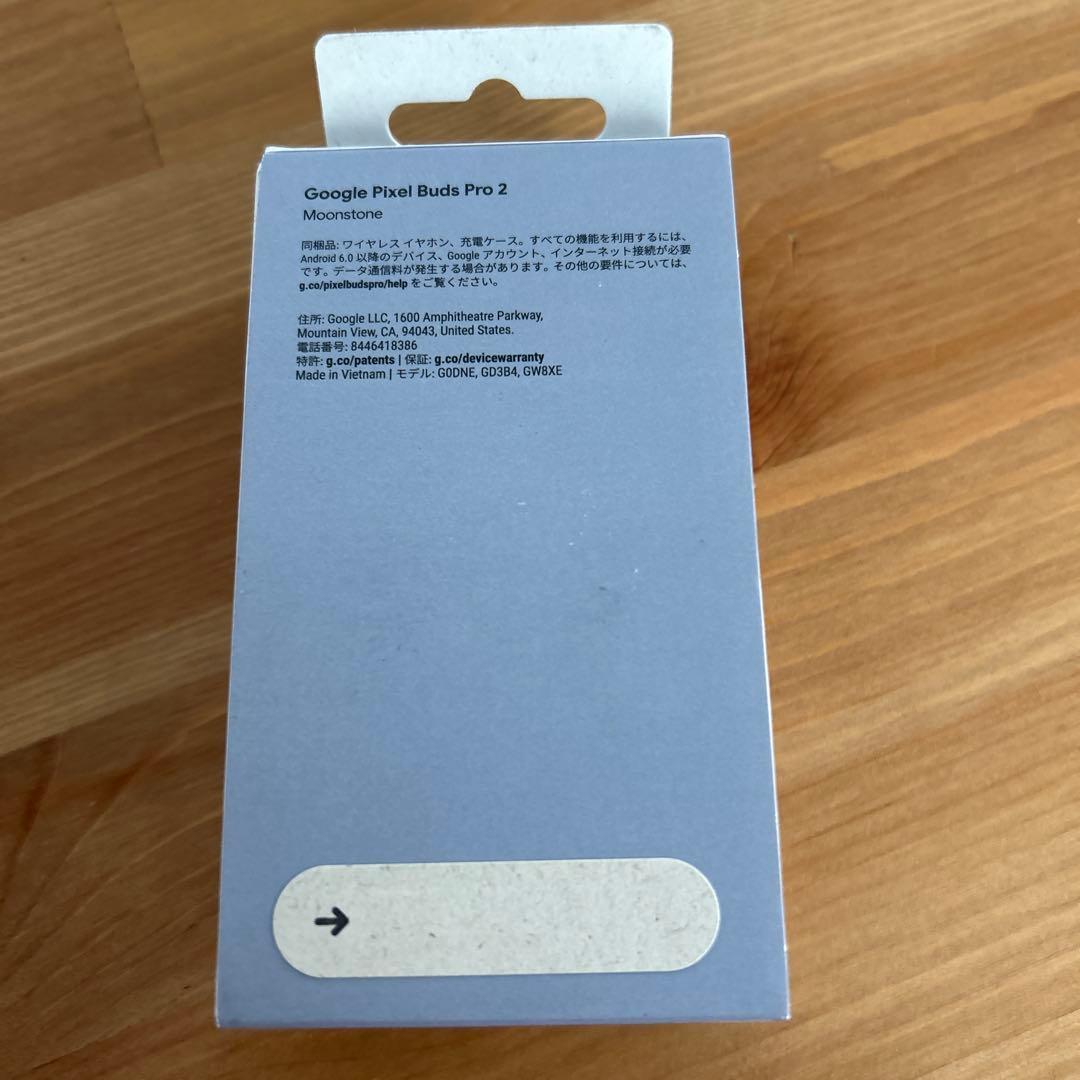 Google Pixel Buds Pro 2
Moonstone
同梱品: ワイヤレス イヤホン、充電ケース。すべての機能を利用するには、
Android 6.0 以降のデバイス、Google アカウント、インターネット接続が必要
です。データ通信料が発生する場合があります。その他の要件については、
g.co/pixelbudspro/help をご覧ください。
住所: Google LLC, 1600 Amphitheatre Parkway,
Mountain View, CA, 94043, United States.
電話番号: 8446418386
特許: g.co/patents | 保証: g.co/devicewarranty
Made in Vietnam | モデル: G0DNE, GD3B4, GW8XE